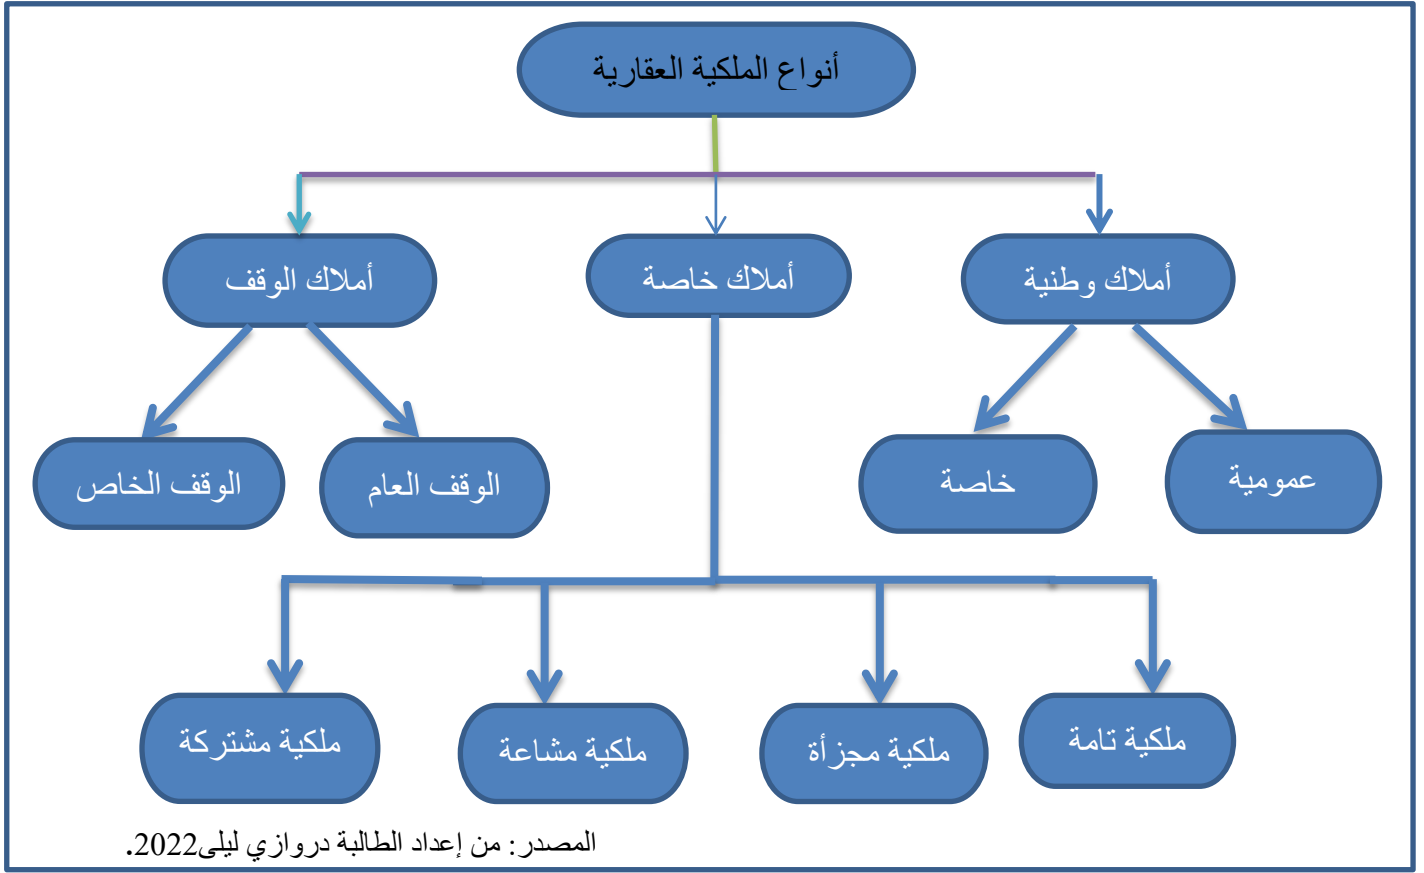 أنواع الملكية العقارية
أملاك وطنية
أملاك خاصة
أملاك الوقف
عمومية
خاصة
الوقف العام
الوقف الخاص
ملكية تامة
ملكية مجزأة
ملكية مشاعة
ملكية مشتركة
المصدر: من إعداد الطالبة دروازي ليلى2022.